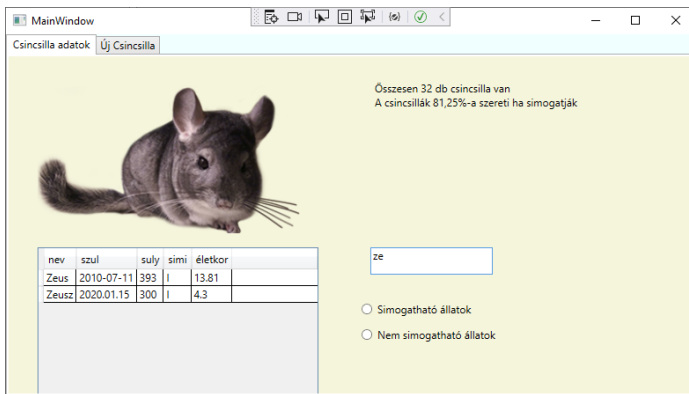 MainWindow
Csincsilla adatok Új Csincsilla
Összesen 32 db csincsilla van
A csincsillák 81,25%-a szereti ha simogatják
nev szul suly simi életkor
Zeus 2010-07-11 393 I 13.81
Zeusz 2020.01.15 300 I 4.3
ze
Simogatható állatok
Nem simogatható állatok